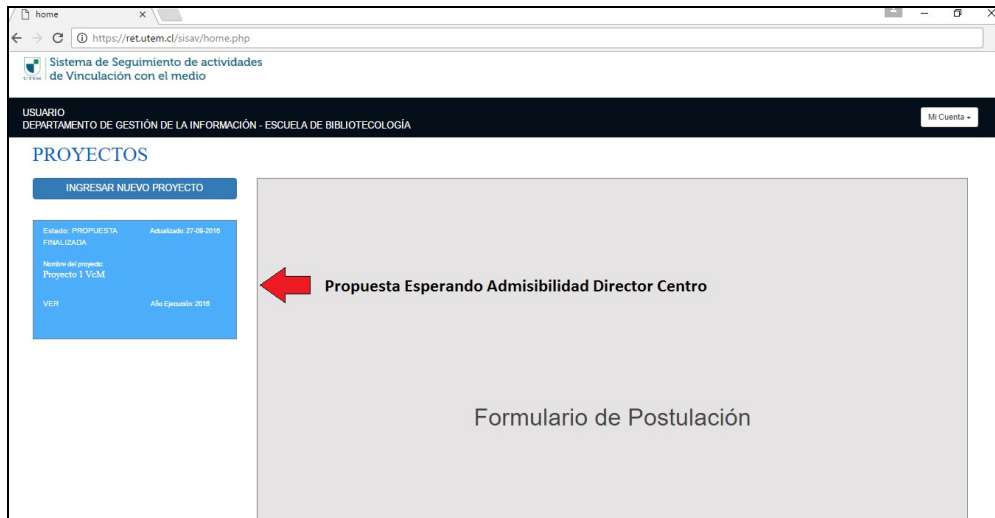 home
https://ret.utem.cl/sisav/home.php
Sistema de Seguimiento de actividades
de Vinculación con el medio
UTEM
USUARIO
DEPARTAMENTO DE GESTIÓN DE LA INFORMACIÓN - ESCUELA DE BIBLIOTECOLOGÍA
Mi Cuenta
PROYECTOS
INGRESAR NUEVO PROYECTO
Estado: PROPUESTA FINALIZADA
Actualizado: 27-09-2016
Nombre del proyecto:
Proyecto 1 VcM
VER
Año Ejecución: 2016
Propuesta Esperando Admisibilidad Director Centro
Formulario de Postulación